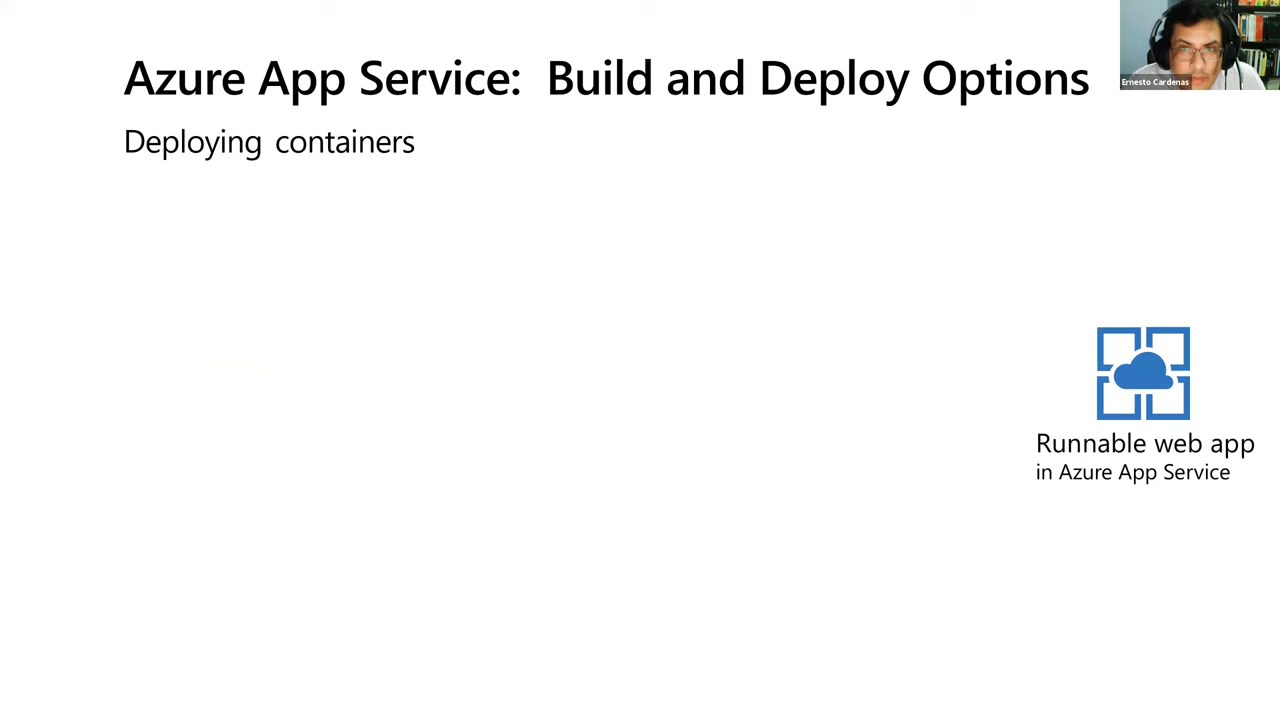 Azure App Service: Build and Deploy Options
Deploying containers
Ernesto Cardenas
Runnable web app
in Azure App Service